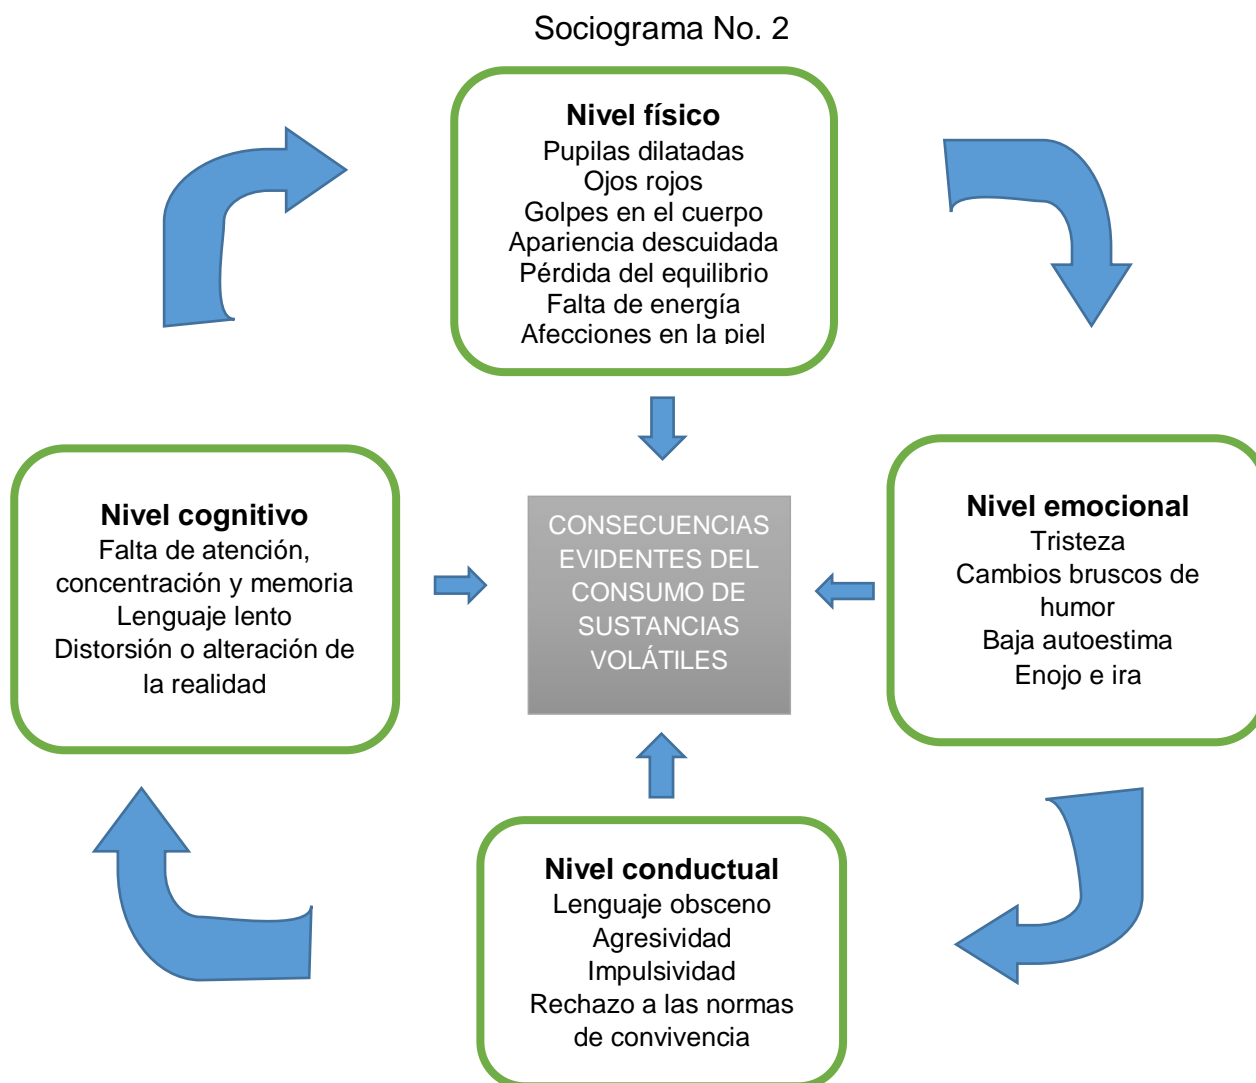 Sociograma No. 2
Nivel físico
Pupilas dilatadas
Ojos rojos
Golpes en el cuerpo
Apariencia descuidada
Pérdida del equilibrio
Falta de energía
Afecciones en la piel
Nivel cognitivo
Falta de atención,
concentración y memoria
Lenguaje lento
Distorsión o alteración de
la realidad
CONSECUENCIAS
EVIDENTES DEL
CONSUMO DE
SUSTANCIAS
VOLÁTILES
Nivel emocional
Tristeza
Cambios bruscos de
humor
Baja autoestima
Enojo e ira
Nivel conductual
Lenguaje obsceno
Agresividad
Impulsividad
Rechazo a las normas
de convivencia